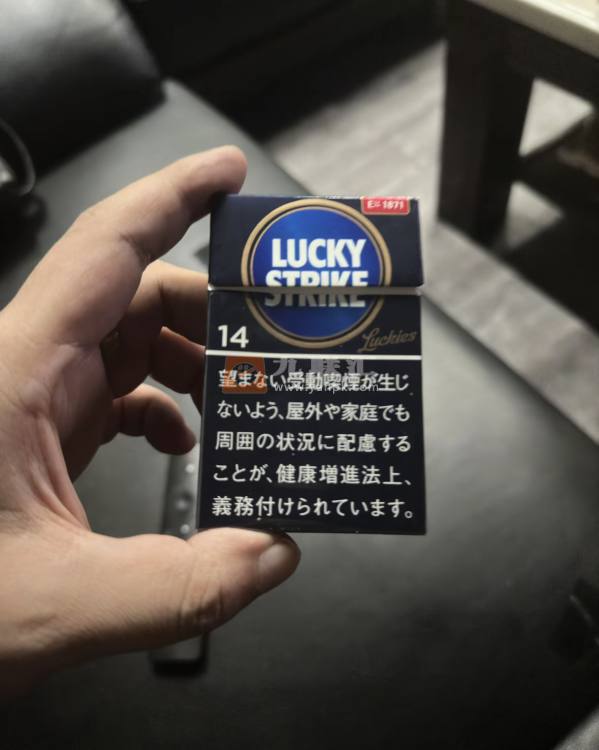 Est 1871
LUCKY
STRIKE
14
Luckies
望まない受動喫煙が生じ
ないよう、屋外や家庭でも
周囲の状況に配慮する
ことが、健康増進法上、
義務付けられています。